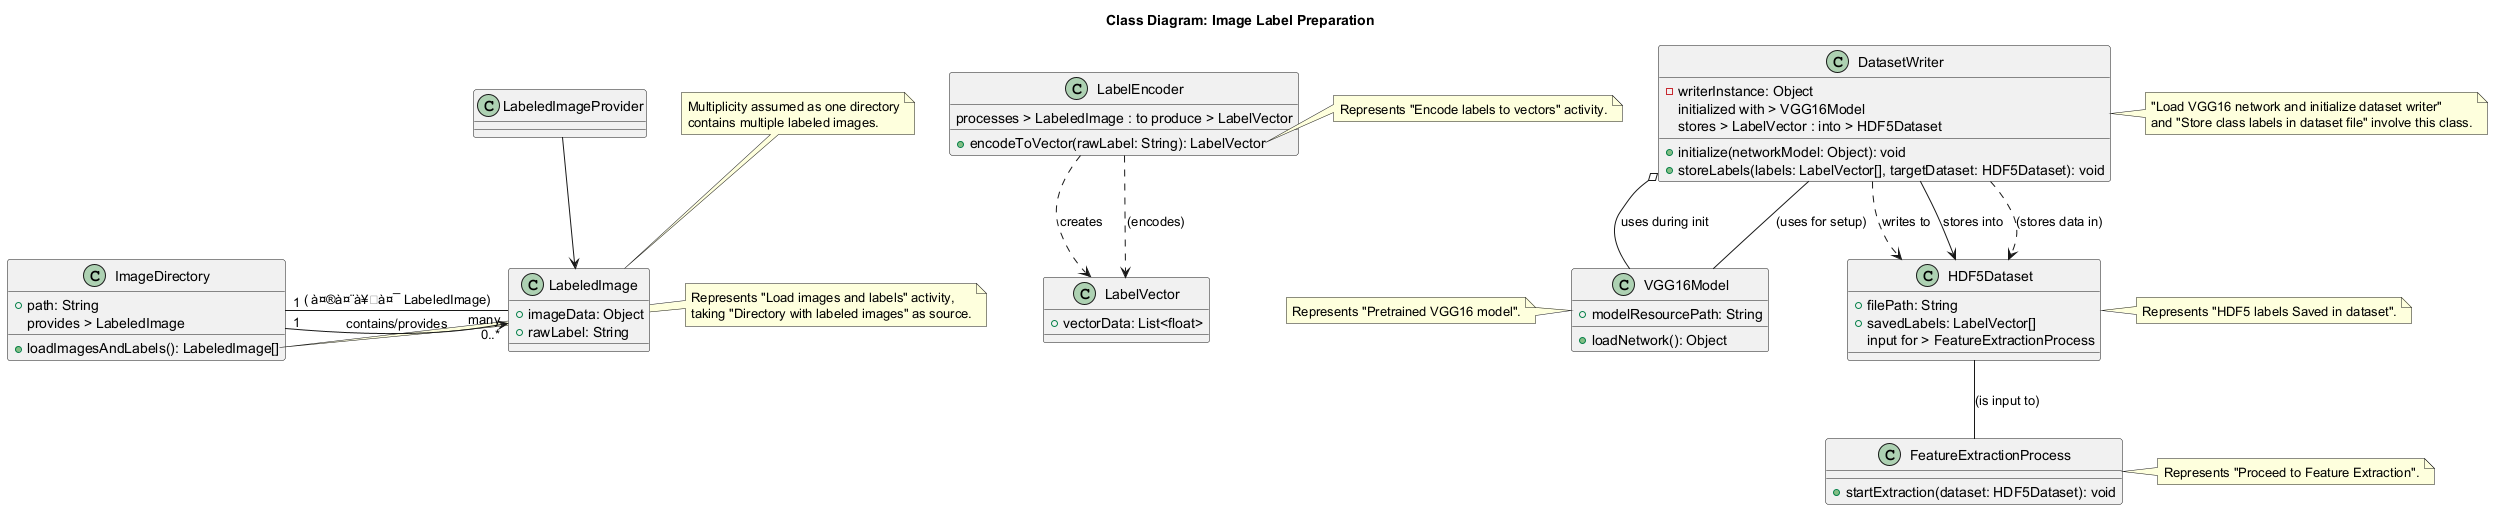 Class Diagram: Image Label Preparation
LabeledImageProvider
Multiplicity assumed as one directory
contains multiple labeled images.
LabelEncoder
processes > LabeledImage : to produce > LabelVector
encodeToVector(rawLabel: String): LabelVector
Represents "Encode labels to vectors" activity.
DatasetWriter
writerInstance: Object
initialized with > VGG16Model
stores > LabelVector : into > HDF5Dataset
initialize(networkModel: Object): void
storeLabels(labels: LabelVector[], targetDataset: HDF5Dataset): void
"Load VGG16 network and initialize dataset writer"
and "Store class labels in dataset file" involve this class.
creates
(encodes)
uses during init
(uses for setup)
writes to
stores into
(stores data in)
ImageDirectory
path: String
provides > LabeledImage
loadImagesAndLabels(): LabeledImage[]
1
LabeledImage)
many
1
contains/provides
0..*
LabeledImage
imageData: Object
rawLabel: String
Represents "Load images and labels" activity,
taking "Directory with labeled images" as source.
LabelVector
vectorData: List<float>
Represents "Pretrained VGG16 model".
VGG16Model
modelResourcePath: String
loadNetwork(): Object
HDF5Dataset
filePath: String
savedLabels: LabelVector[]
input for > FeatureExtractionProcess
Represents "HDF5 labels Saved in dataset".
(is input to)
FeatureExtractionProcess
startExtraction(dataset: HDF5Dataset): void
Represents "Proceed to Feature Extraction".